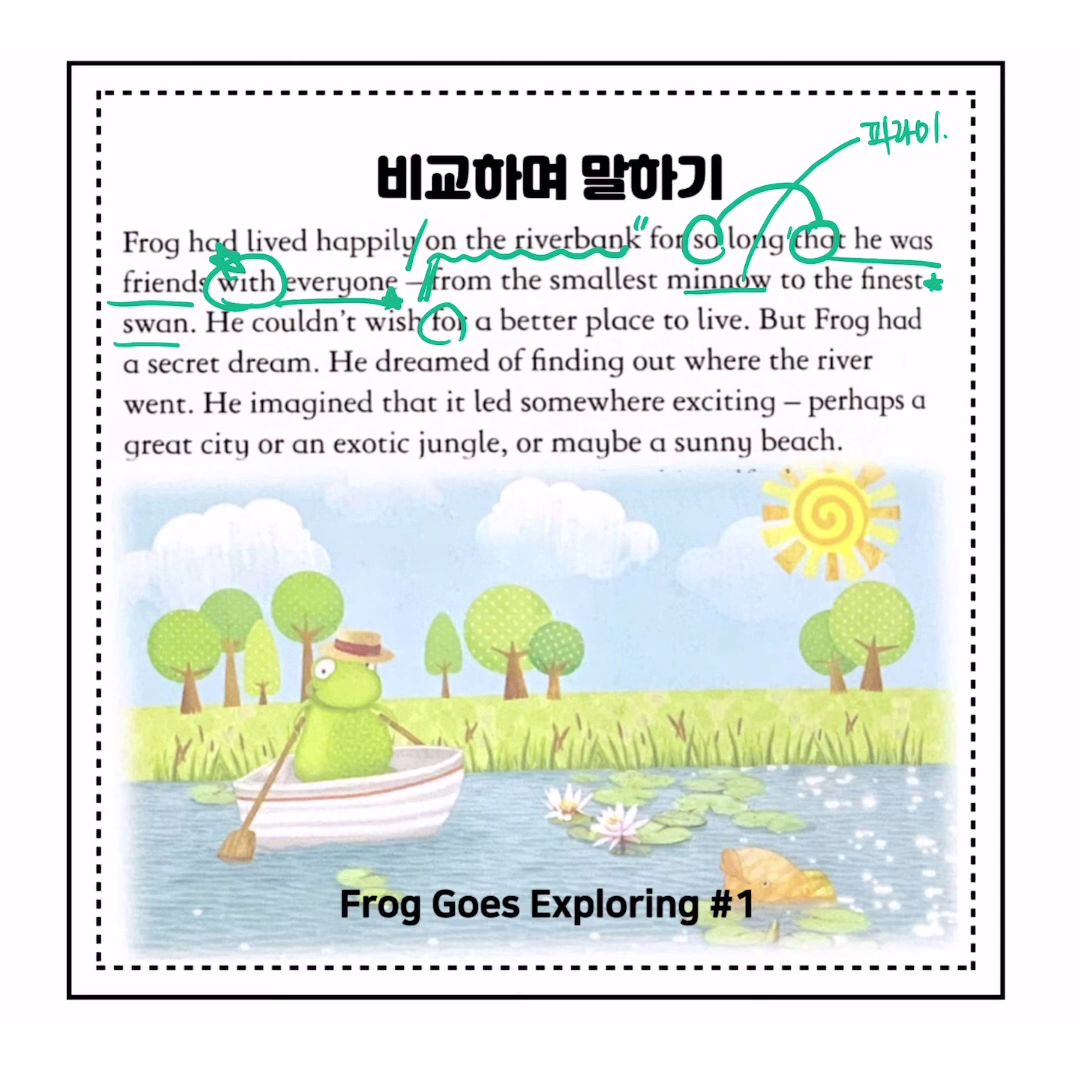 피라미.
비교하며 말하기
Frog had lived happily on the riverbank for so long that he was
friends with everyone – from the smallest minnow to the finest
swan. He couldn't wish for a better place to live. But Frog had
a secret dream. He dreamed of finding out where the river
went. He imagined that it led somewhere exciting – perhaps a
great city or an exotic jungle, or maybe a sunny beach.
Frog Goes Exploring #1